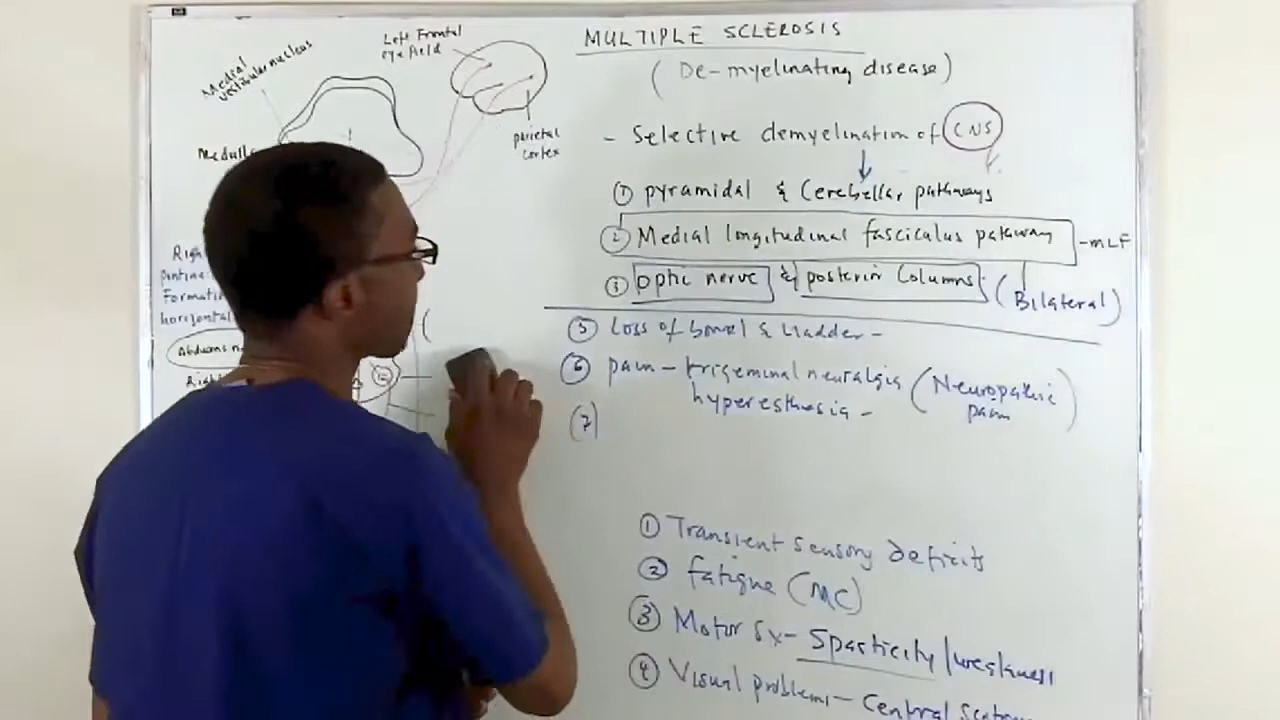 Left Frontal
eye field
Medial
vestibular nucleus
parietal
cortex
Medulla
Right
pontine
Formation
horizontal
Abducens n
Right
MULTIPLE SCLEROSIS
(De-myelinating disease)
- Selective demyelination of CNS
① pyramidal & Cerebellar pathways
② Medial longitudinal fasciculus pathway - MLF
③ optic nerve & posterior Columns. (Bilateral)
⑤ Loss of bowel & bladder -
⑥ pain - trigeminal neuralgia (Neuropathic
hyperesthesia - pain)
(7)
① Transient sensory deficits
② fatigue (MC)
③ Motor Sx - Spasticity/weakness
④ Visual problems - Central